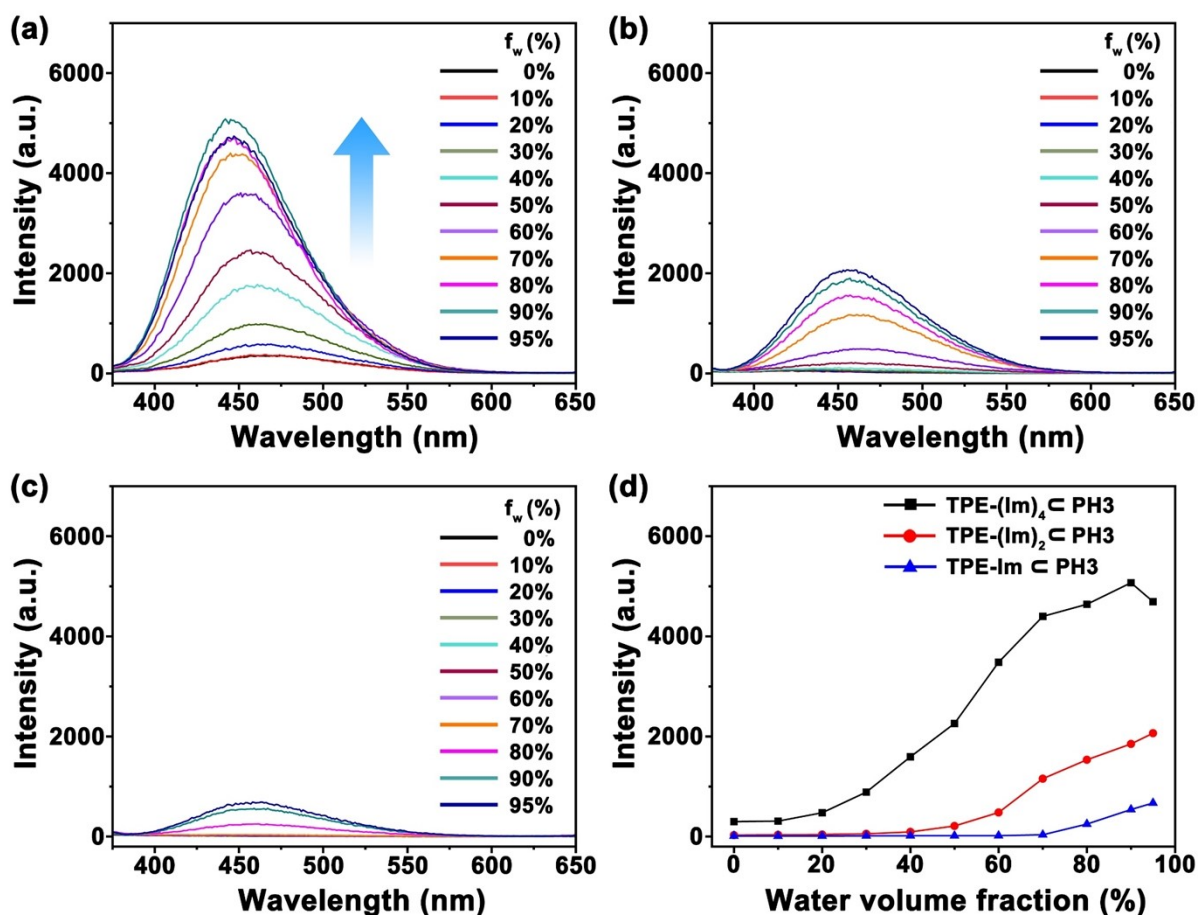 (a)
f_w (%)
0%
10%
20%
30%
40%
50%
60%
70%
80%
90%
95%
6000
4000
2000
0
400 450 500 550 600 650
Intensity (a.u.)
Wavelength (nm)
(b)
f_w (%)
0%
10%
20%
30%
40%
50%
60%
70%
80%
90%
95%
6000
4000
2000
0
400 450 500 550 600 650
Intensity (a.u.)
Wavelength (nm)
(c)
f_w (%)
0%
10%
20%
30%
40%
50%
60%
70%
80%
90%
95%
6000
4000
2000
0
400 450 500 550 600 650
Intensity (a.u.)
Wavelength (nm)
(d)
TPE-(Im)₄⊂ PH3
TPE-(Im)₂⊂ PH3
TPE-Im ⊂ PH3
6000
4000
2000
0
0 20 40 60 80 100
Intensity (a.u.)
Water volume fraction (%)